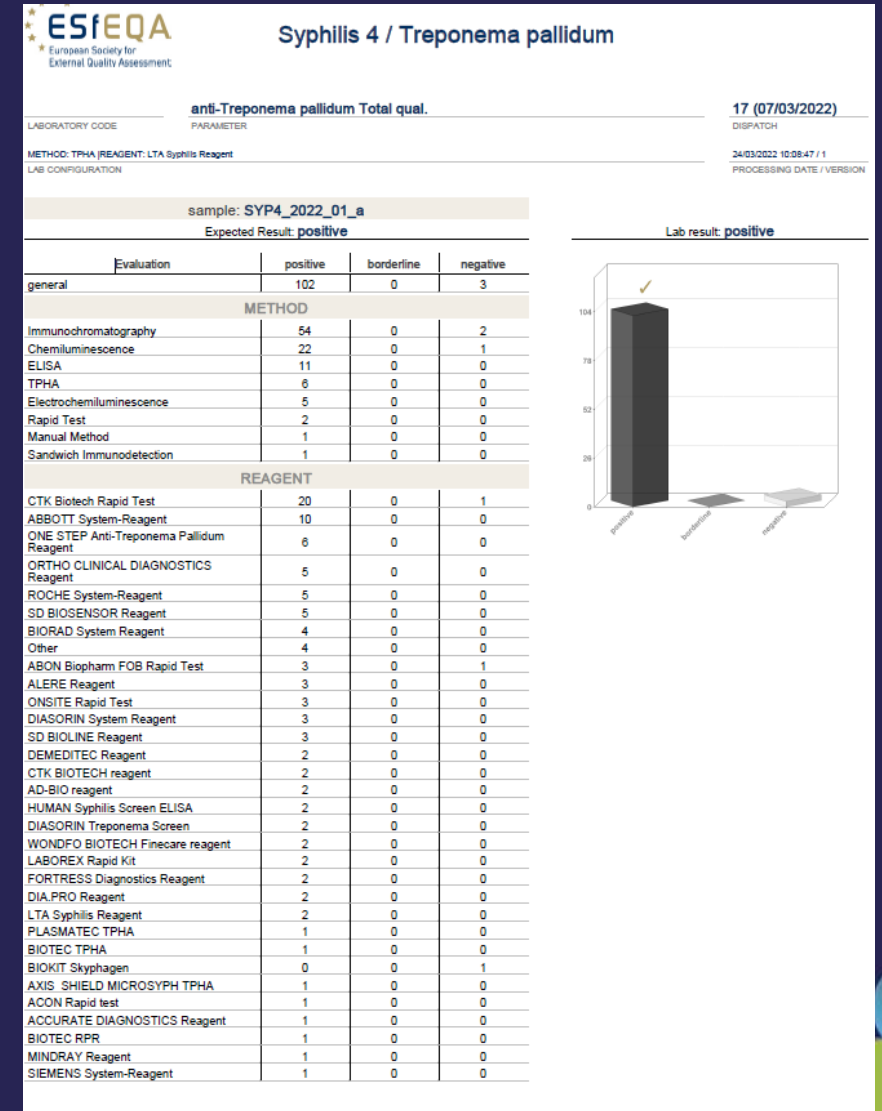 ESfEQA
European Society for
External Quality Assessment
Syphilis 4 / Treponema pallidum
anti-Treponema pallidum Total qual.
17 (07/03/2022)
LABORATORY CODE
PARAMETER
DISPATCH
METHOD: TPHA |REAGENT: LTA Syphilis Reagent
24/03/2022 10:08:47 / 1
LAB CONFIGURATION
PROCESSING DATE / VERSION
sample: SYP4_2022_01_a
Expected Result: positive
Lab result: positive
Evaluation positive borderline negative
general 102 0 3
METHOD
Immunochromatography 54 0 2
Chemiluminescence 22 0 1
ELISA 11 0 0
TPHA 6 0 0
Electrochemiluminescence 5 0 0
Rapid Test 2 0 0
Manual Method 1 0 0
Sandwich Immunodetection 1 0 0
REAGENT
CTK Biotech Rapid Test 20 0 1
ABBOTT System-Reagent 10 0 0
ONE STEP Anti-Treponema Pallidum
Reagent 6 0 0
ORTHO CLINICAL DIAGNOSTICS
Reagent 5 0 0
ROCHE System-Reagent 5 0 0
SD BIOSENSOR Reagent 5 0 0
BIORAD System Reagent 4 0 0
Other 4 0 0
ABON Biopharm FOB Rapid Test 3 0 1
ALERE Reagent 3 0 0
ONSITE Rapid Test 3 0 0
DIASORIN System Reagent 3 0 0
SD BIOLINE Reagent 3 0 0
DEMEDITEC Reagent 2 0 0
CTK BIOTECH reagent 2 0 0
AD-BIO reagent 2 0 0
HUMAN Syphilis Screen ELISA 2 0 0
DIASORIN Treponema Screen 2 0 0
WONDFO BIOTECH Finecare reagent 2 0 0
LABOREX Rapid Kit 2 0 0
FORTRESS Diagnostics Reagent 2 0 0
DIA.PRO Reagent 2 0 0
LTA Syphilis Reagent 2 0 0
PLASMATEC TPHA 1 0 0
BIOTEC TPHA 1 0 0
BIOKIT Skyphagen 0 0 1
AXIS SHIELD MICROSYPH TPHA 1 0 0
ACON Rapid test 1 0 0
ACCURATE DIAGNOSTICS Reagent 1 0 0
BIOTEC RPR 1 0 0
MINDRAY Reagent 1 0 0
SIEMENS System-Reagent 1 0 0
104
78
52
26
0
positive
borderline
negative